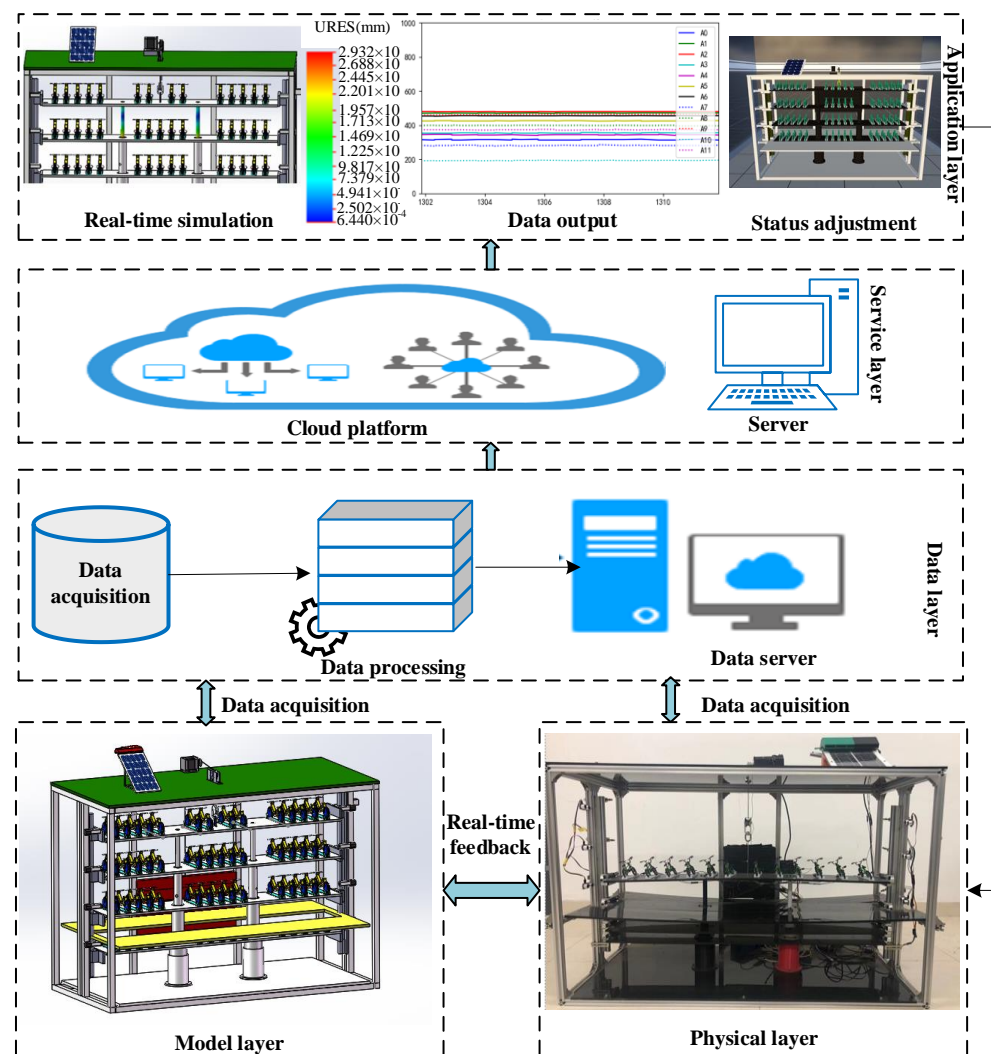 URES(mm)
2.932×10
2.688×10
2.445×10
2.201×10
1.957×10
1.713×10
1.469×10
1.225×10
9.817×10
7.379×10
4.941×10
2.502×10
6.440×10⁻⁴
1000
800
600
400
200
0
1302
1304
1306
1308
1310
A0
A1
A2
A3
A4
A5
A6
A7
A8
A9
A10
A11
Real-time simulation
Data output
Status adjustment
Application layer
Cloud platform
Server
Service layer
Data
acquisition
Data processing
Data server
Data layer
Data acquisition
Data acquisition
Real-time
feedback
Model layer
Physical layer